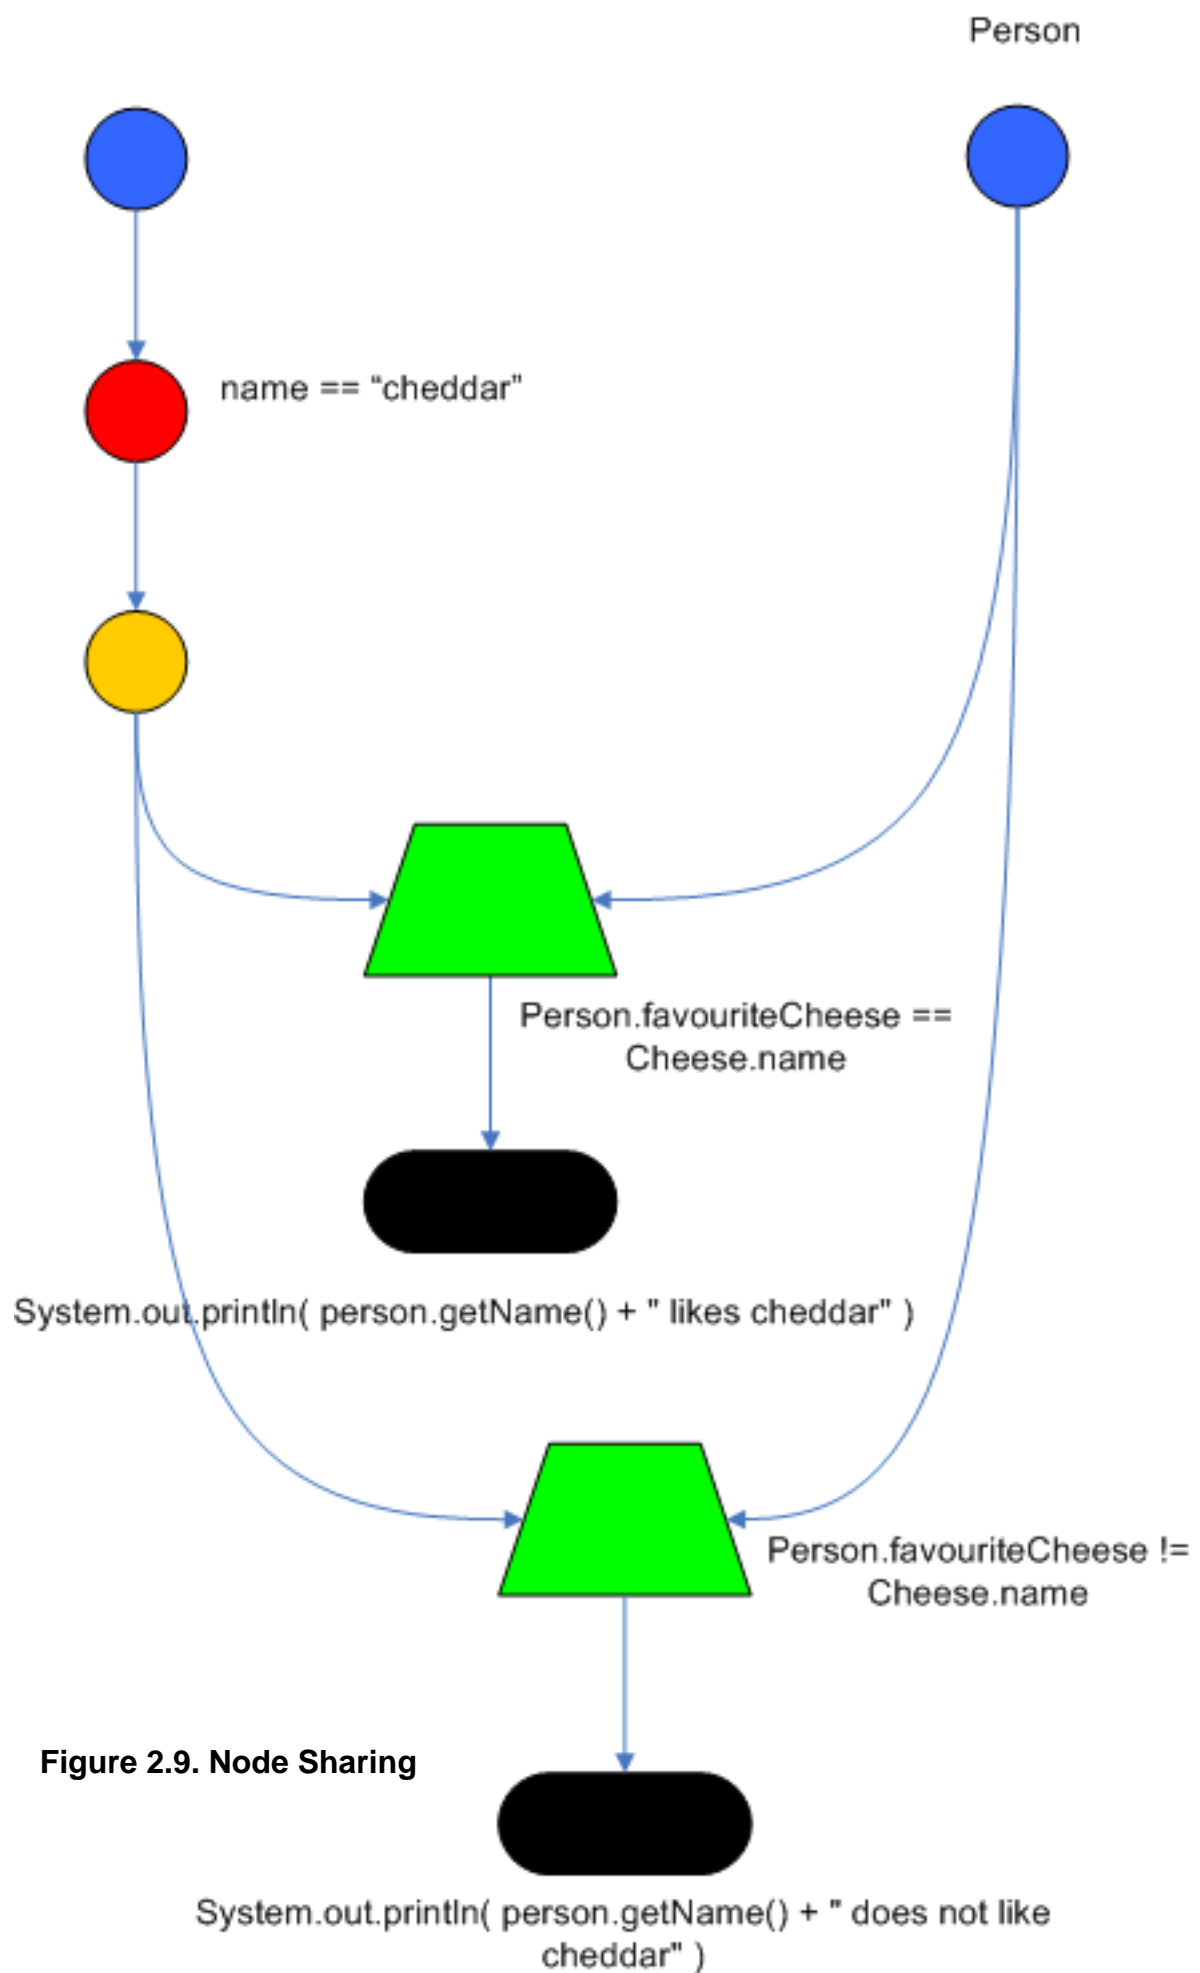 Person
name == “cheddar”
Person.favouriteCheese ==
Cheese.name
System.out.println( person.getName() + " likes cheddar" )
Person.favouriteCheese !=
Cheese.name
Figure 2.9. Node Sharing
System.out.println( person.getName() + " does not like
cheddar" )